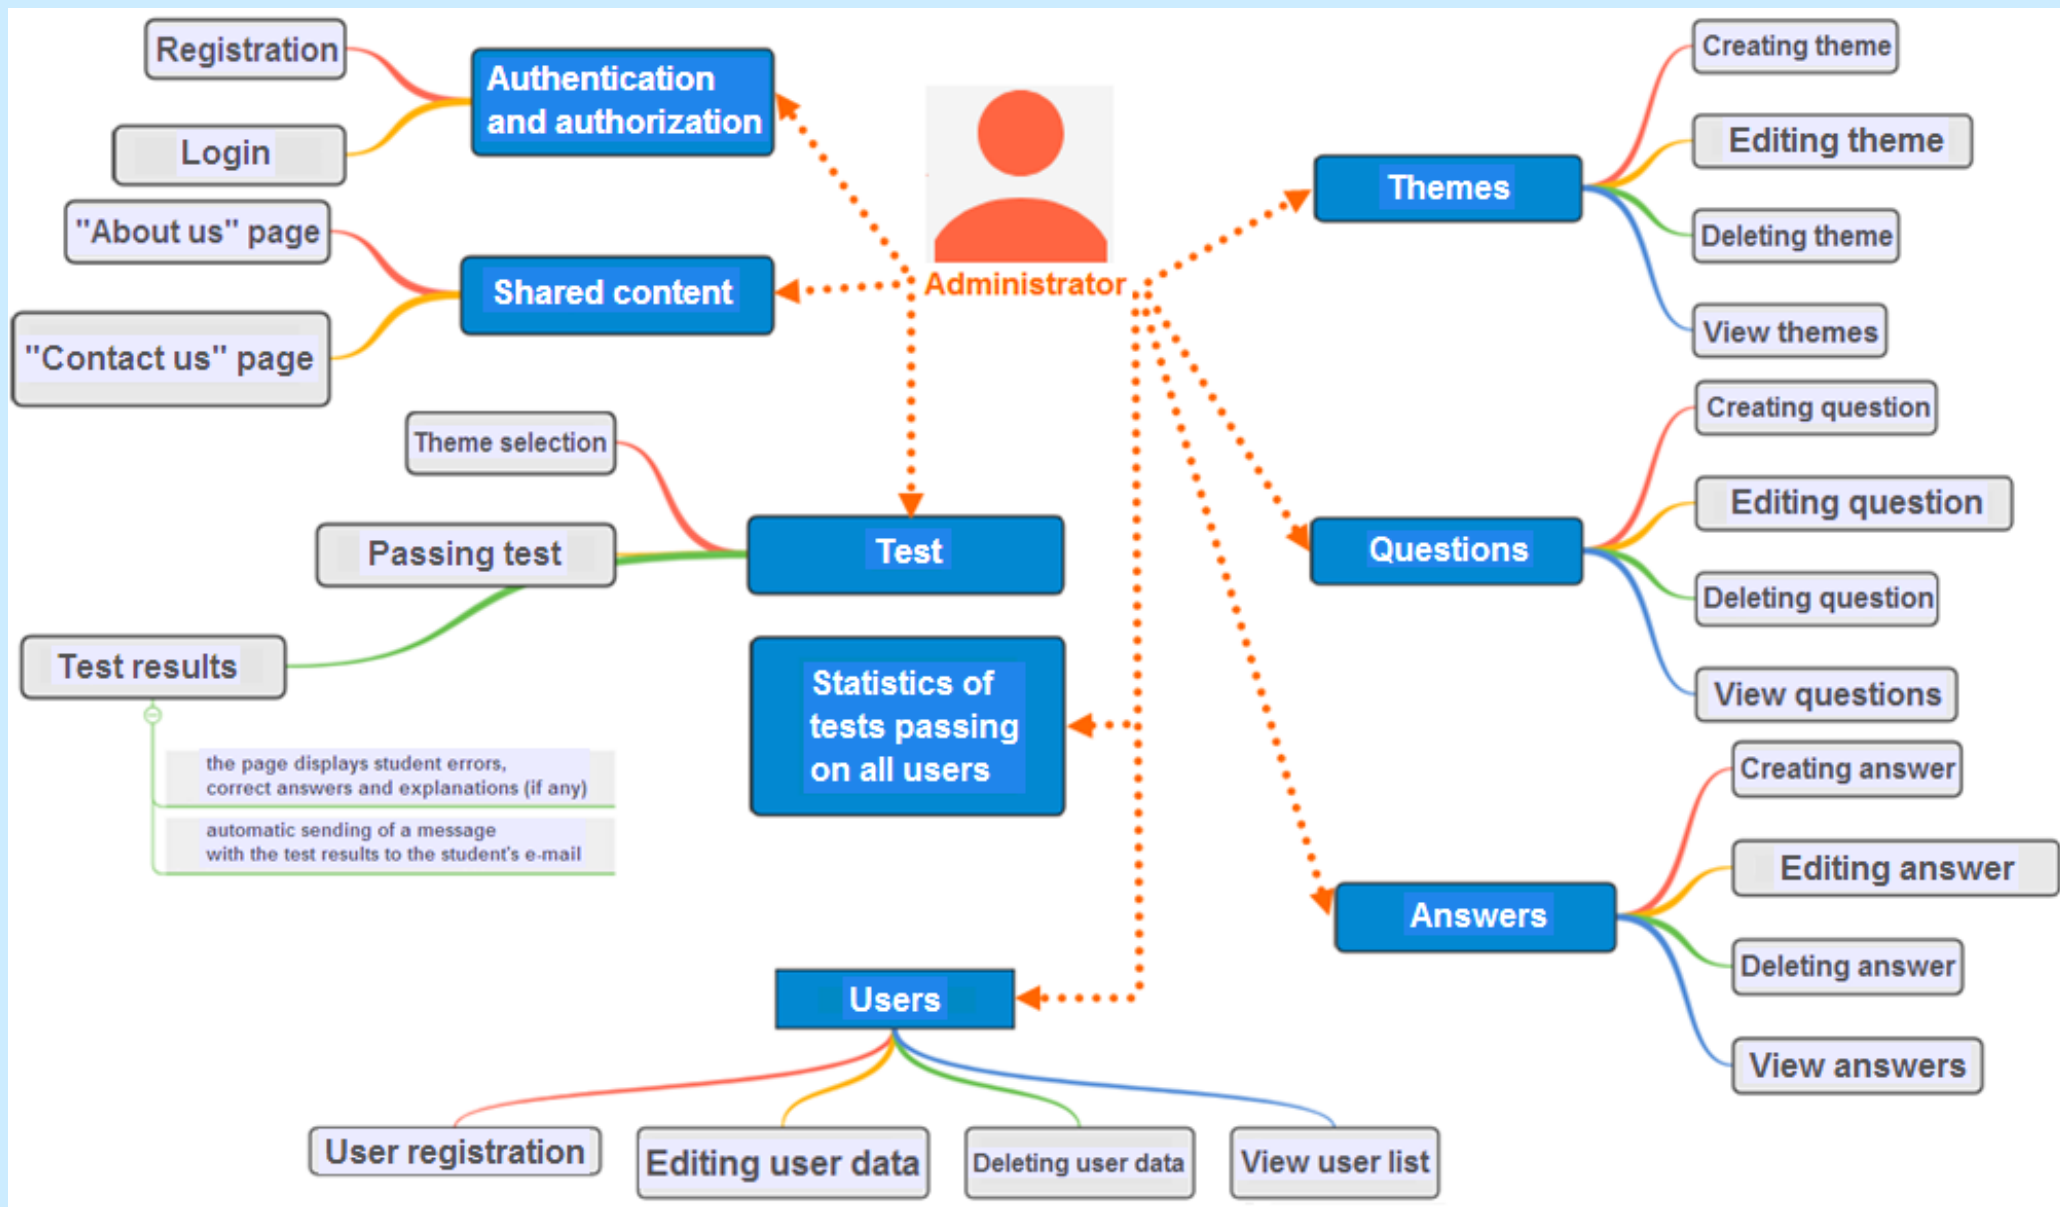 Registration
Authentication
and authorization
Login
"About us" page
Shared content
"Contact us" page
Administrator
Theme selection
Passing test
Test
Test results
the page displays student errors,
correct answers and explanations (if any)
automatic sending of a message
with the test results to the student's e-mail
Statistics of
tests passing
on all users
Users
User registration
Editing user data
Deleting user data
View user list
Themes
Creating theme
Editing theme
Deleting theme
View themes
Questions
Creating question
Editing question
Deleting question
View questions
Answers
Creating answer
Editing answer
Deleting answer
View answers